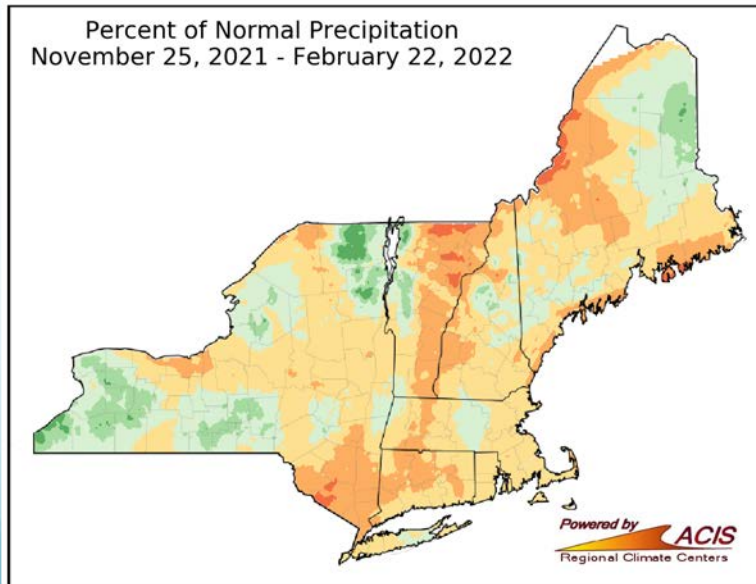 Percent of Normal Precipitation
November 25, 2021 - February 22, 2022
Powered by
ACIS
Regional Climate Centers